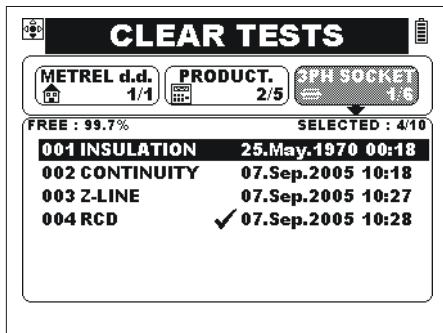 CLEAR TESTS
METREL d.d. PRODUCT. 3PH SOCKET
1/1 2/5 1/6
FREE : 99.7% SELECTED : 4/10
001 INSULATION 25.May.1970 00:18
002 CONTINUITY 07.Sep.2005 10:18
003 Z-LINE 07.Sep.2005 10:27
004 RCD ✓ 07.Sep.2005 10:28